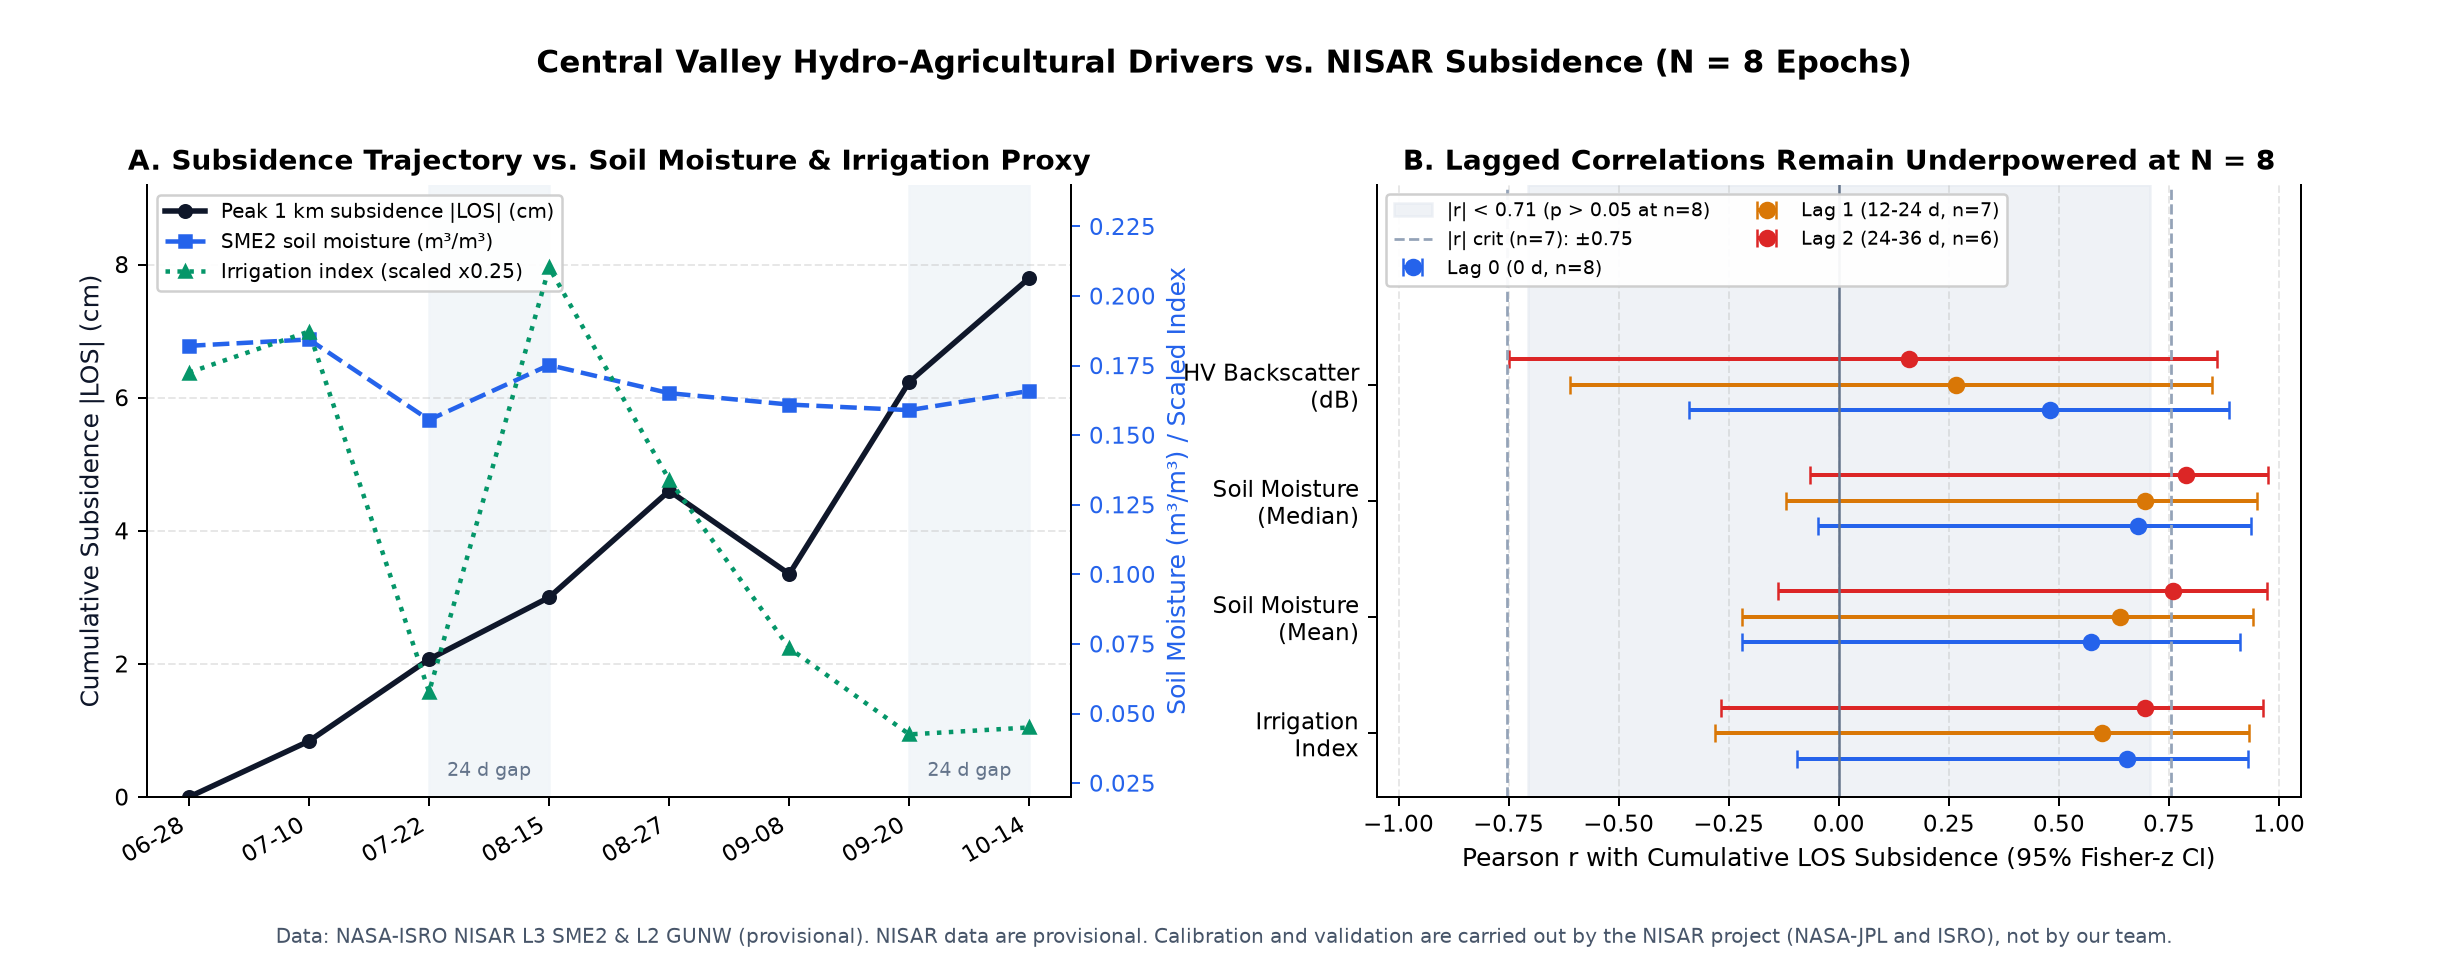 Central Valley Hydro-Agricultural Drivers vs. NISAR Subsidence (N = 8 Epochs)
A. Subsidence Trajectory vs. Soil Moisture & Irrigation Proxy
Peak 1 km subsidence |LOS| (cm)
SME2 soil moisture (m³/m³)
Irrigation index (scaled x0.25)
Cumulative Subsidence |LOS| (cm)
8
6
4
2
0
24 d gap
24 d gap
06-28
07-10
07-22
08-15
08-27
09-08
09-20
10-14
0.225
0.200
0.175
0.150
0.125
0.100
0.075
0.050
0.025
Soil Moisture (m³/m³) / Scaled Index
B. Lagged Correlations Remain Underpowered at N = 8
|r| < 0.71 (p > 0.05 at n=8)
|r| crit (n=7): ±0.75
Lag 0 (0 d, n=8)
Lag 1 (12-24 d, n=7)
Lag 2 (24-36 d, n=6)
HV Backscatter
(dB)
Soil Moisture
(Median)
Soil Moisture
(Mean)
Irrigation
Index
−1.00
−0.75
−0.50
−0.25
0.00
0.25
0.50
0.75
1.00
Pearson r with Cumulative LOS Subsidence (95% Fisher-z CI)
Data: NASA-ISRO NISAR L3 SME2 & L2 GUNW (provisional). NISAR data are provisional. Calibration and validation are carried out by the NISAR project (NASA-JPL and ISRO), not by our team.